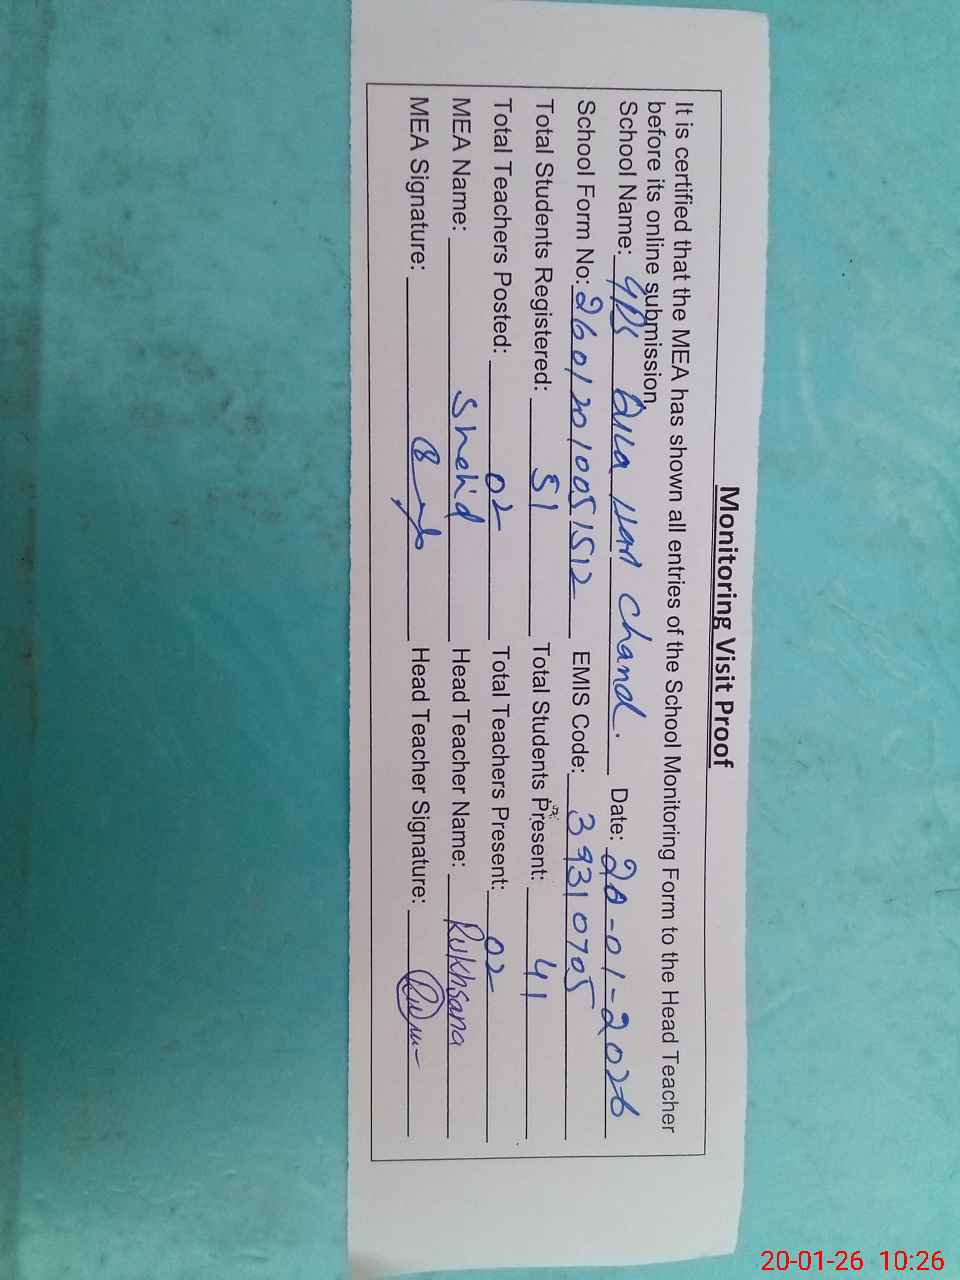 Monitoring Visit Proof
It is certified that the MEA has shown all entries of the School Monitoring Form to the Head Teacher
before its online submission
School Name: GPS Dila Hari Chand. Date: 20-01-2026
School Form No: 26012010051512 EMIS Code: 39310705
Total Students Registered: 51 Total Students Present: 41
Total Teachers Posted: 02 Total Teachers Present: 02
MEA Name: Shahid Head Teacher Name: Rukhsana
MEA Signature: Head Teacher Signature:
20-01-26 10:26